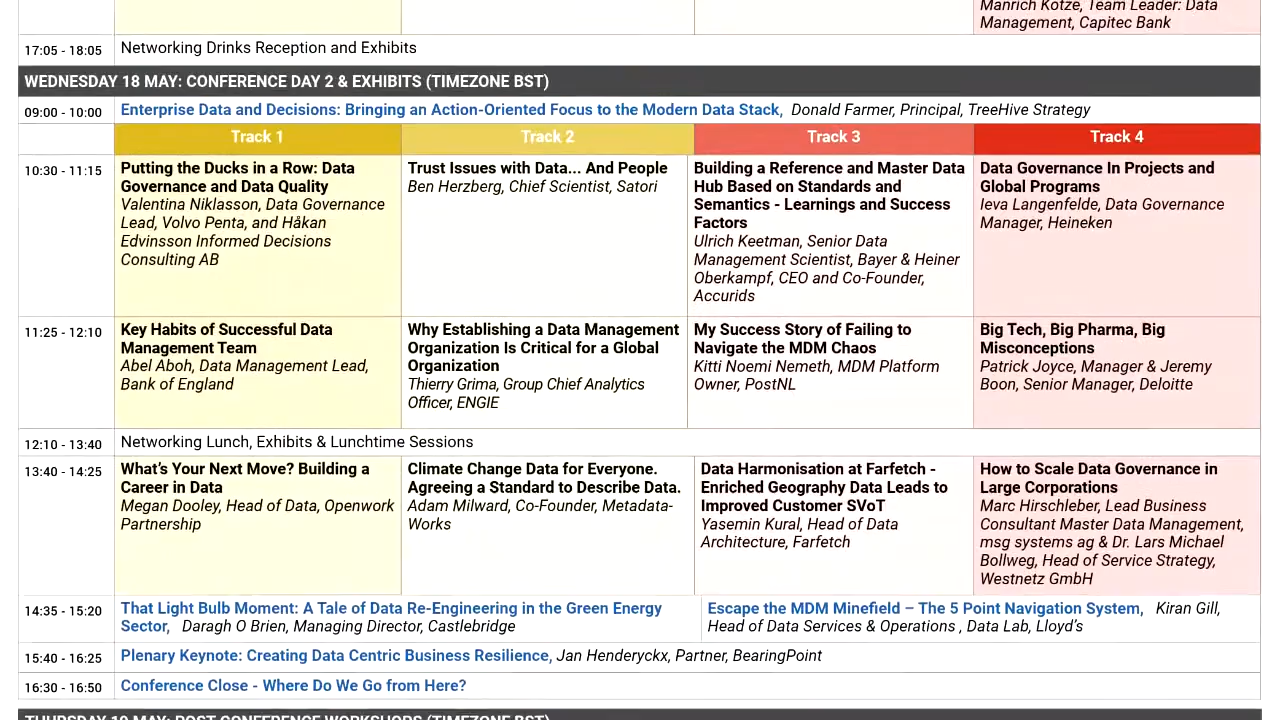 Manrich Kotze, Team Leader: Data
Management, Capitec Bank
17:05 - 18:05 Networking Drinks Reception and Exhibits
WEDNESDAY 18 MAY: CONFERENCE DAY 2 & EXHIBITS (TIMEZONE BST)
09:00 - 10:00 Enterprise Data and Decisions: Bringing an Action-Oriented Focus to the Modern Data Stack, Donald Farmer, Principal, TreeHive Strategy
Track 1 Track 2 Track 3 Track 4
10:30 - 11:15
Putting the Ducks in a Row: Data
Governance and Data Quality
Valentina Niklasson, Data Governance
Lead, Volvo Penta, and Håkan
Edvinsson Informed Decisions
Consulting AB
Trust Issues with Data... And People
Ben Herzberg, Chief Scientist, Satori
Building a Reference and Master Data
Hub Based on Standards and
Semantics - Learnings and Success
Factors
Ulrich Keetman, Senior Data
Management Scientist, Bayer & Heiner
Oberkampf, CEO and Co-Founder,
Accurids
Data Governance In Projects and
Global Programs
Ieva Langenfelde, Data Governance
Manager, Heineken
11:25 - 12:10
Key Habits of Successful Data
Management Team
Abel Aboh, Data Management Lead,
Bank of England
Why Establishing a Data Management
Organization Is Critical for a Global
Organization
Thierry Grima, Group Chief Analytics
Officer, ENGIE
My Success Story of Failing to
Navigate the MDM Chaos
Kitti Noemi Nemeth, MDM Platform
Owner, PostNL
Big Tech, Big Pharma, Big
Misconceptions
Patrick Joyce, Manager & Jeremy
Boon, Senior Manager, Deloitte
12:10 - 13:40 Networking Lunch, Exhibits & Lunchtime Sessions
13:40 - 14:25
What’s Your Next Move? Building a
Career in Data
Megan Dooley, Head of Data, Openwork
Partnership
Climate Change Data for Everyone.
Agreeing a Standard to Describe Data.
Adam Milward, Co-Founder, Metadata-
Works
Data Harmonisation at Farfetch -
Enriched Geography Data Leads to
Improved Customer SVoT
Yasemin Kural, Head of Data
Architecture, Farfetch
How to Scale Data Governance in
Large Corporations
Marc Hirschleber, Lead Business
Consultant Master Data Management,
msg systems ag & Dr. Lars Michael
Bollweg, Head of Service Strategy,
Westnetz GmbH
14:35 - 15:20
That Light Bulb Moment: A Tale of Data Re-Engineering in the Green Energy
Sector, Daragh O Brien, Managing Director, Castlebridge
Escape the MDM Minefield – The 5 Point Navigation System, Kiran Gill,
Head of Data Services & Operations , Data Lab, Lloyd’s
15:40 - 16:25 Plenary Keynote: Creating Data Centric Business Resilience, Jan Henderyckx, Partner, BearingPoint
16:30 - 16:50 Conference Close - Where Do We Go from Here?
THURSDAY 19 MAY: POST CONFERENCE WORKSHOPS (TIMEZONE BST)